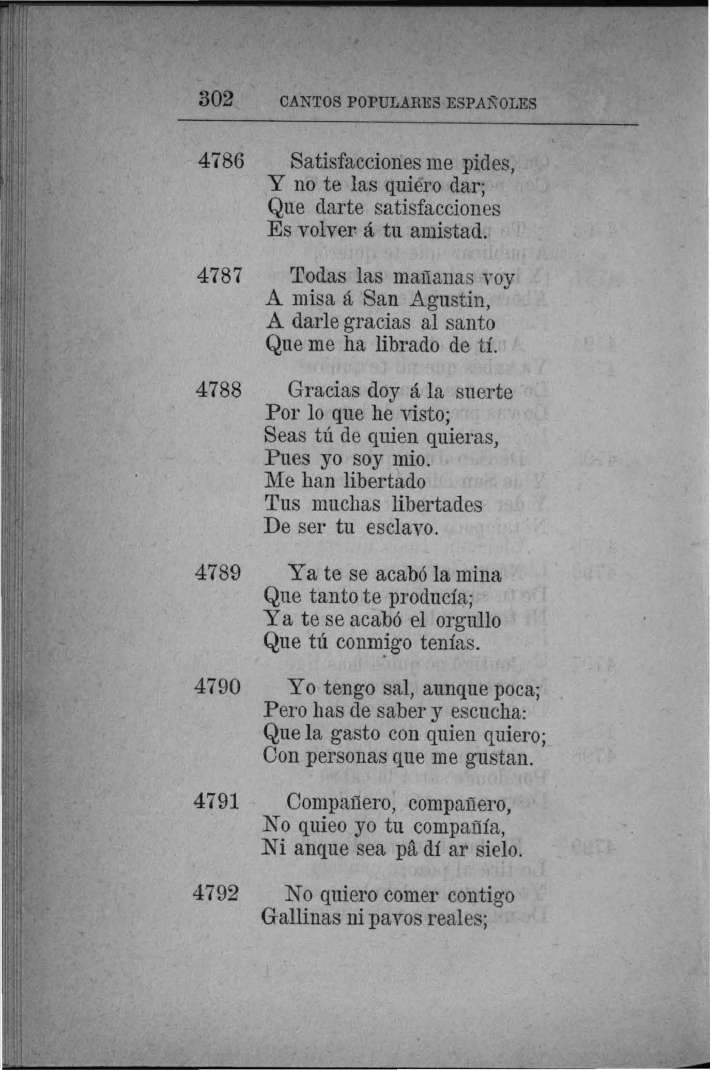 302 CANTOS POPULARES ESPAÑOLES
4786 Satisfacciones me pides,
Y no te las quiero dar;
Que darte satisfacciones
Es volver á tu amistad.
4787 Todas las mañanas voy
A misa á San Agustin,
A darle gracias al santo
Que me ha librado de tí.
4788 Gracias doy á la suerte
Por lo que he visto;
Seas tú de quien quieras,
Pues yo soy mio.
Me han libertado
Tus muchas libertades
De ser tu esclavo.
4789 Ya te se acabó la mina
Que tanto te producía;
Ya te se acabó el orgullo
Que tú conmigo tenías.
4790 Yo tengo sal, aunque poca;
Pero has de saber y escucha:
Que la gasto con quien quiero;
Con personas que me gustan.
4791 Compañero, compañero,
No quieo yo tu compañía,
Ni anque sea pâ dí ar sielo.
4792 No quiero comer contigo
Gallinas ni pavos reales;